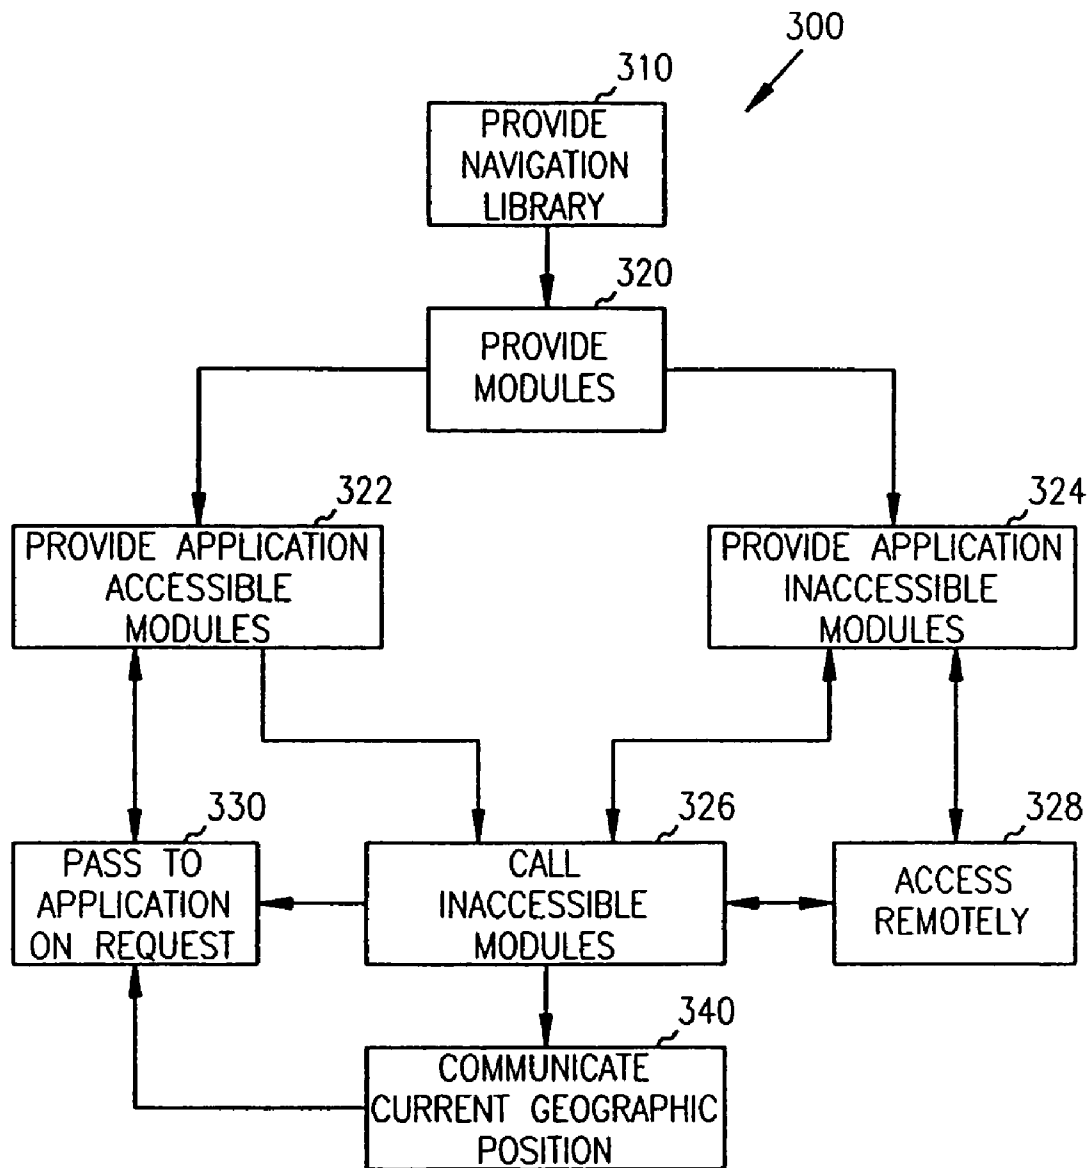 300
310
PROVIDE
NAVIGATION
LIBRARY
320
PROVIDE
MODULES
322
PROVIDE APPLICATION
ACCESSIBLE
MODULES
324
PROVIDE APPLICATION
INACCESSIBLE
MODULES
330
PASS TO
APPLICATION
ON REQUEST
326
CALL
INACCESSIBLE
MODULES
328
ACCESS
REMOTELY
340
COMMUNICATE
CURRENT GEOGRAPHIC
POSITION